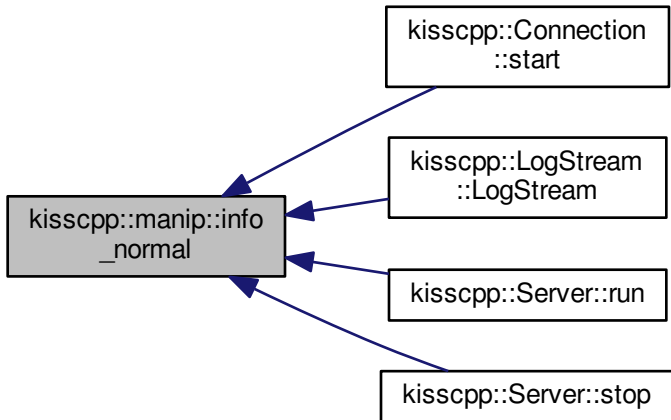 kisscpp::Connection
::start
kisscpp::LogStream
::LogStream
kisscpp::manip::info
_normal
kisscpp::Server::run
kisscpp::Server::stop